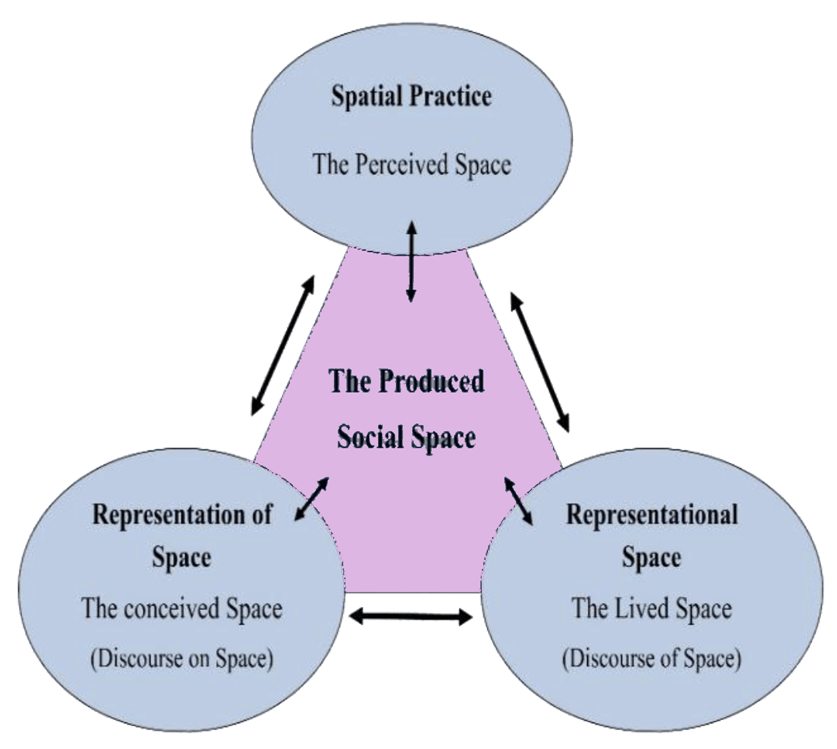 Spatial Practice
The Perceived Space
The Produced
Social Space
Representation of
Space
The conceived Space
(Discourse on Space)
Representational
Space
The Lived Space
(Discourse of Space)